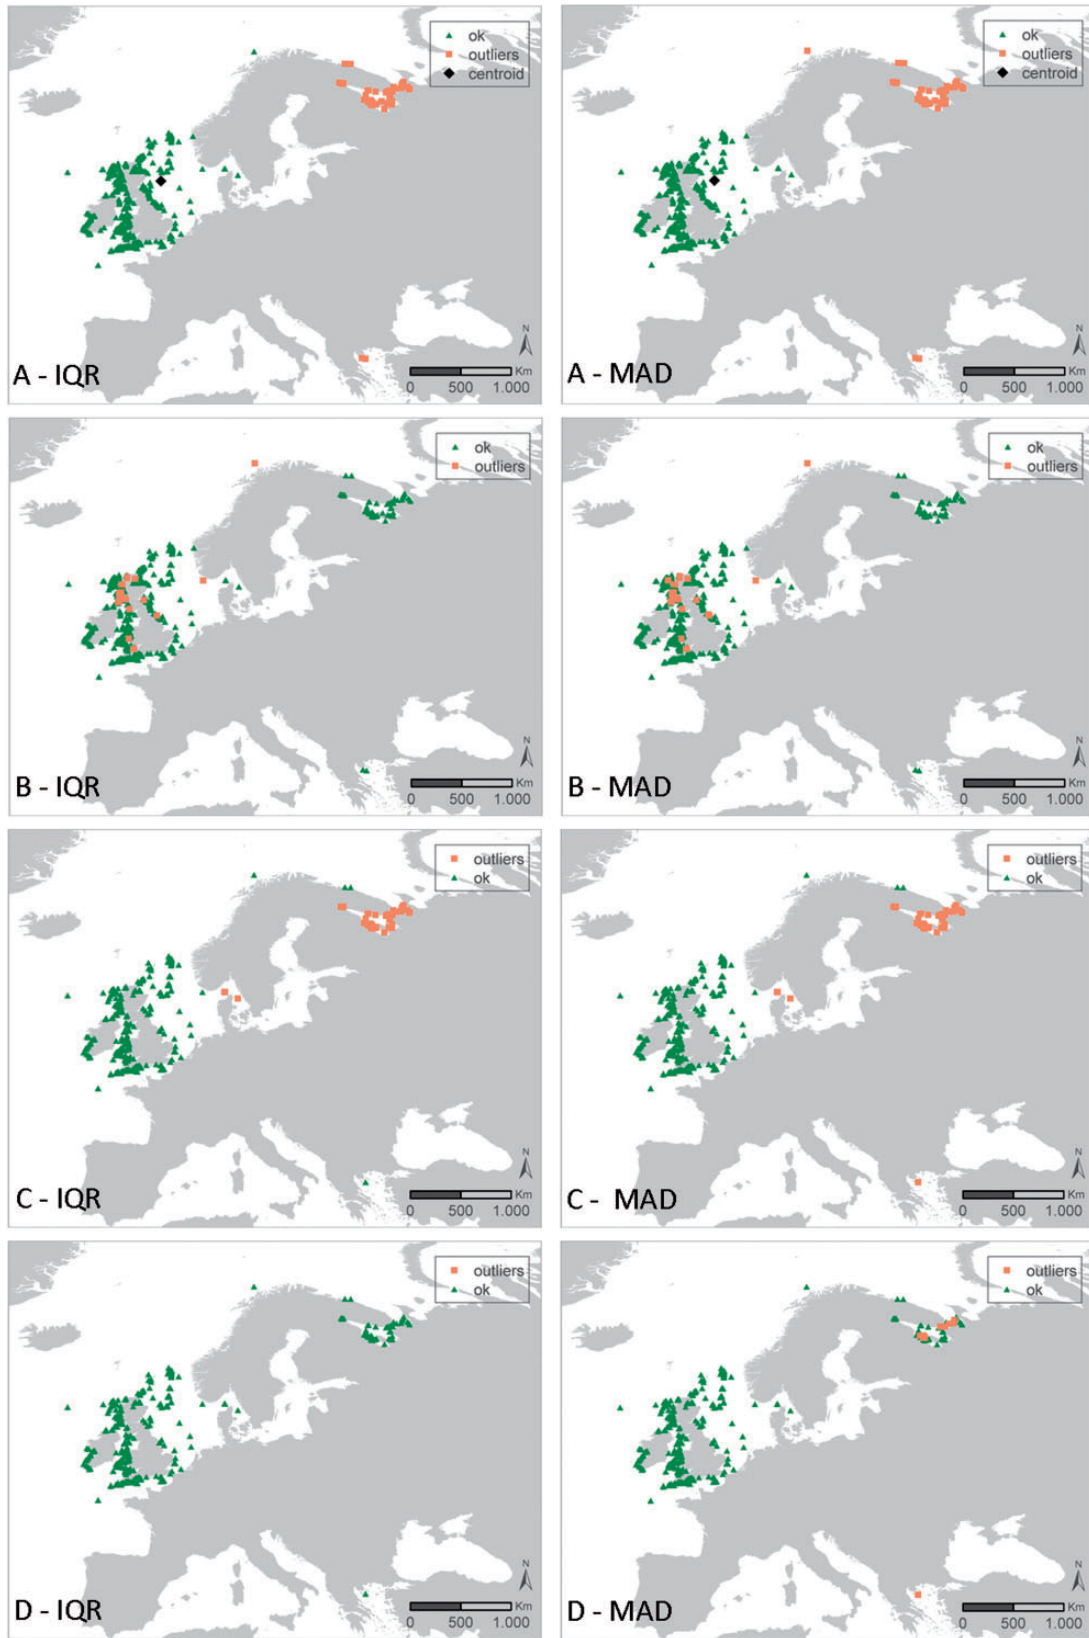 ok
outliers
centroid
N
Km
0 500 1.000
A - IQR
ok
outliers
centroid
N
Km
0 500 1.000
A - MAD
ok
outliers
N
Km
0 500 1.000
B - IQR
ok
outliers
N
Km
0 500 1.000
B - MAD
outliers
ok
N
Km
0 500 1.000
C - IQR
outliers
ok
N
Km
0 500 1.000
C - MAD
outliers
ok
N
Km
0 500 1.000
D - IQR
outliers
ok
N
Km
0 500 1.000
D - MAD